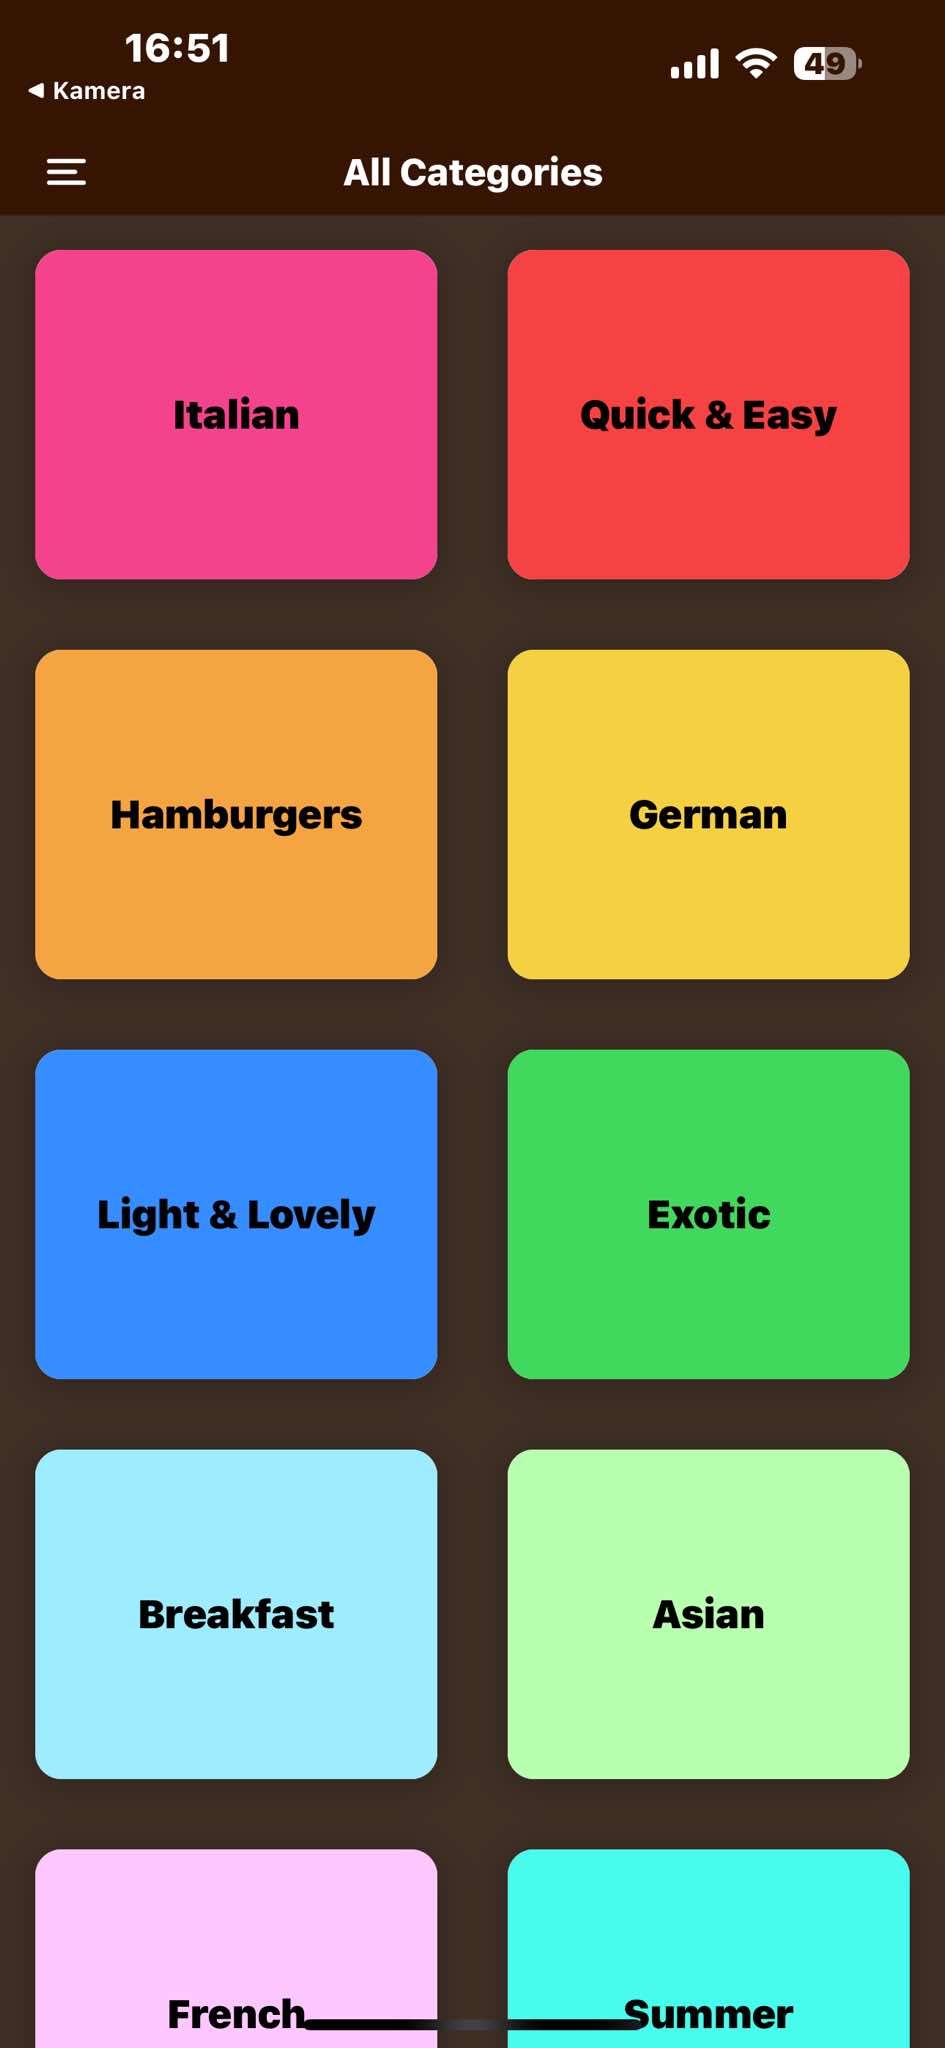 16:51
49
◀ Kamera
All Categories
Italian
Quick & Easy
Hamburgers
German
Light & Lovely
Exotic
Breakfast
Asian
French
Summer